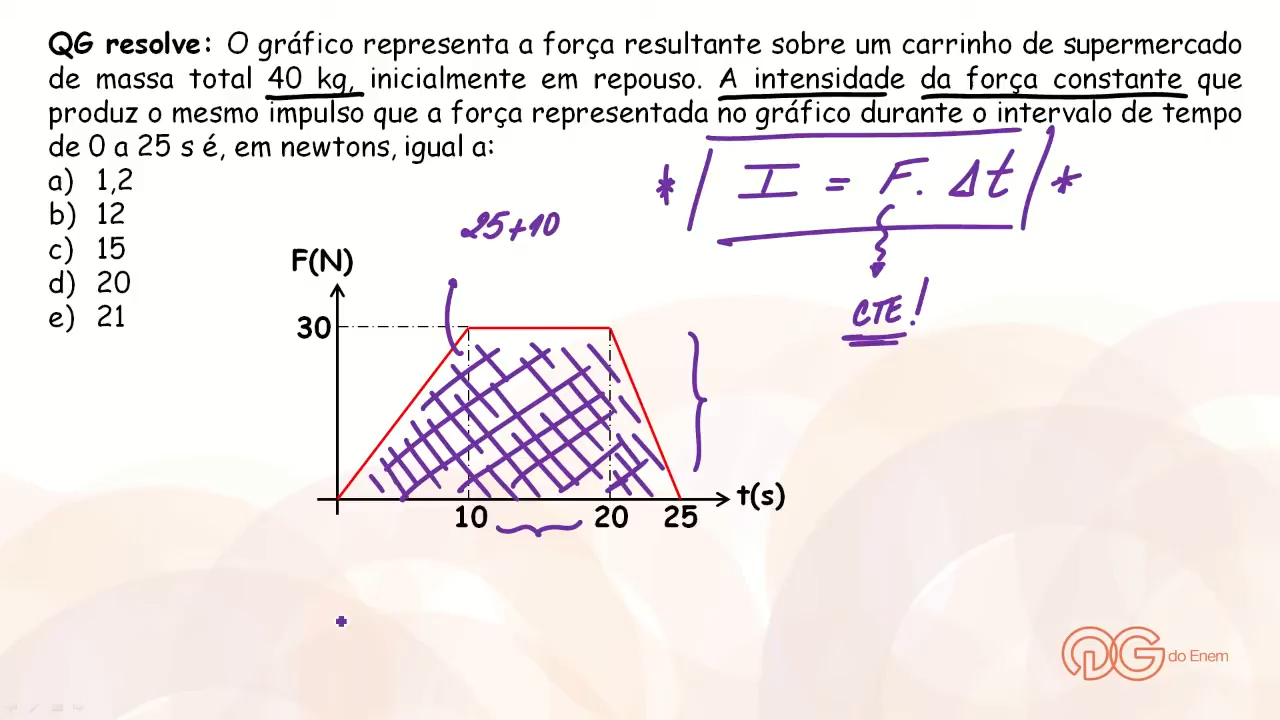 QG resolve: O gráfico representa a força resultante sobre um carrinho de supermercado
de massa total 40 kg, inicialmente em repouso. A intensidade da força constante que
produz o mesmo impulso que a força representada no gráfico durante o intervalo de tempo
de 0 a 25 s é, em newtons, igual a:
a) 1,2
b) 12
c) 15
d) 20
e) 21
* | I = F. Δt | *
CTE!
25+10
F(N)
30
10 20 25 t(s)
QG do Enem